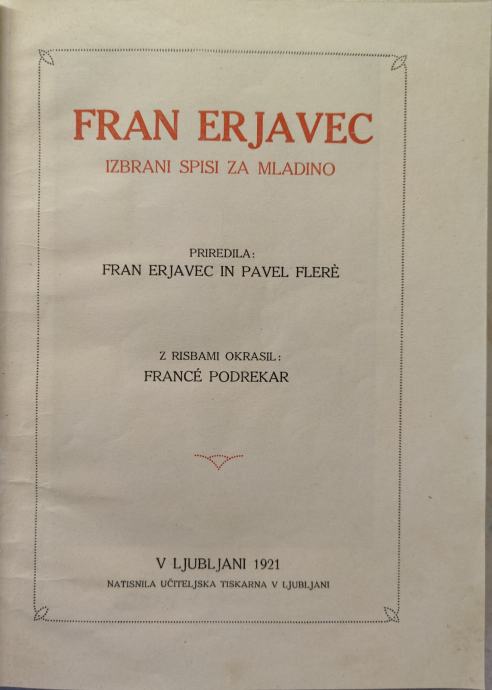 FRAN ERJAVEC
IZBRANI SPISI ZA MLADINO
PRIREDILA:
FRAN ERJAVEC IN PAVEL FLERÈ
Z RISBAMI OKRASIL:
FRANCÉ PODREKAR
V LJUBLJANI 1921
NATISNILA UČITELJSKA TISKARNA V LJUBLJANI